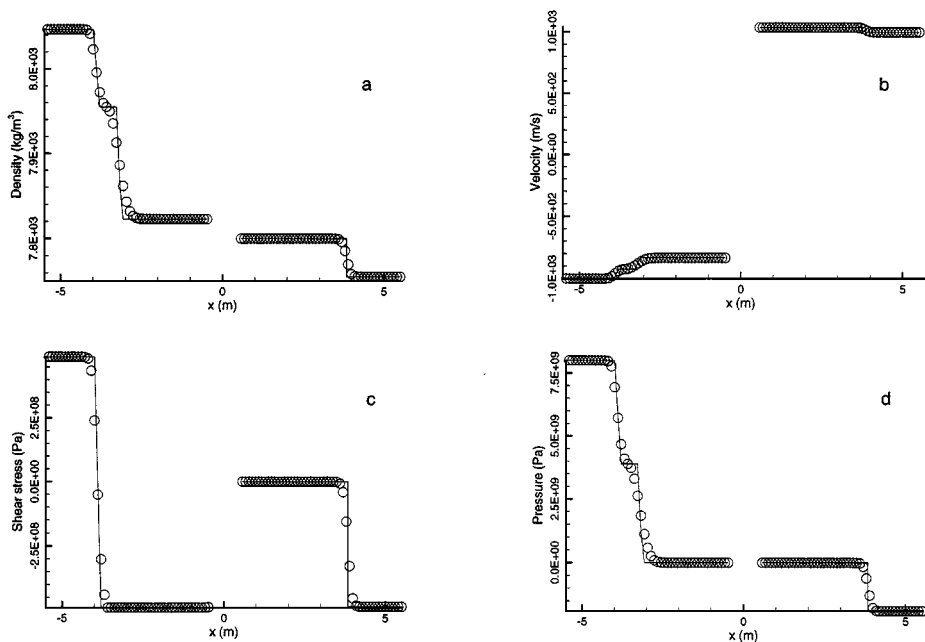 Density (kg/m³)
8.0E+03
7.9E+03
7.8E+03
a
-5
0
5
x (m)
Velocity (m/s)
1.0E+03
5.0E+02
0.0E+00
-5.0E+02
-1.0E+03
b
-5
0
5
x (m)
Shear stress (Pa)
2.5E+08
0.0E+00
-2.5E+08
c
-5
0
5
x (m)
Pressure (Pa)
7.5E+09
5.0E+09
2.5E+09
0.0E+00
d
-5
0
5
x (m)